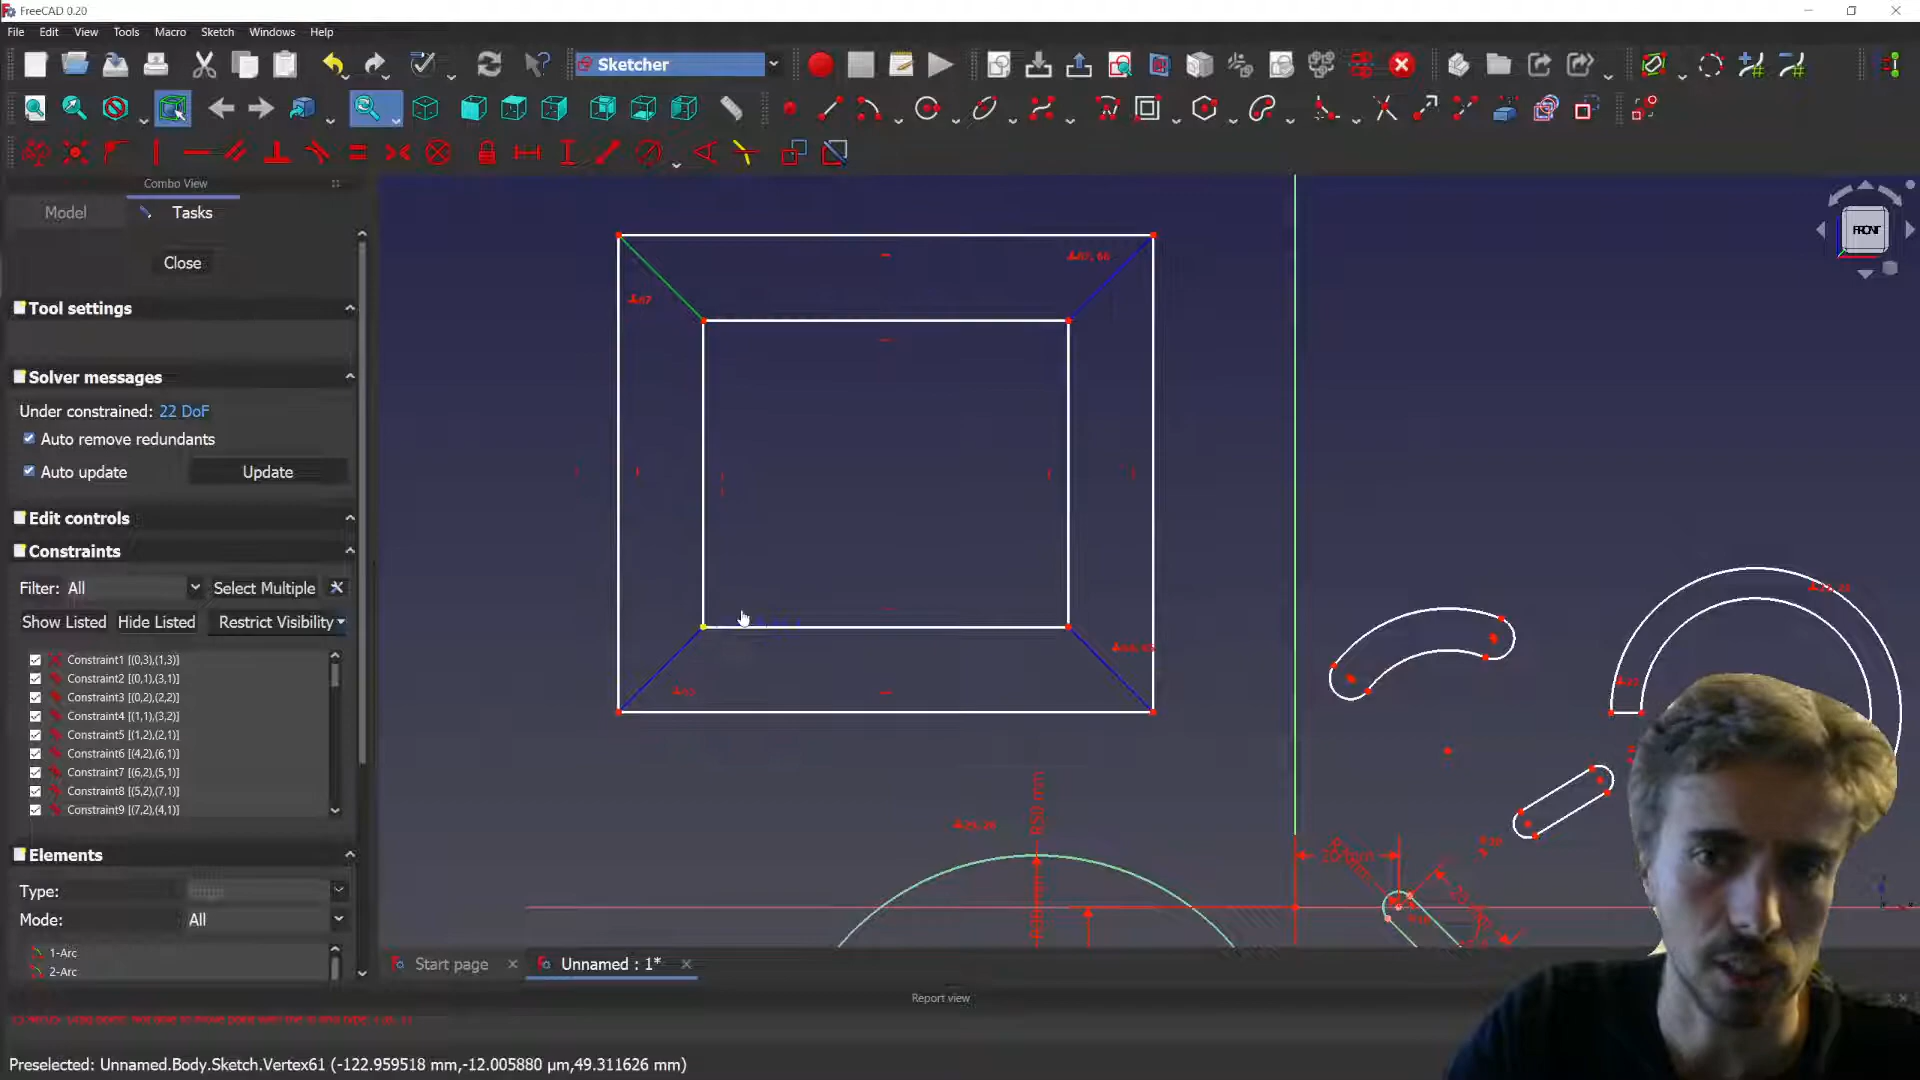 FreeCAD 0.20
File Edit View Tools Macro Sketch Windows Help
Sketcher
Combo View
Model Tasks
FRONT
Close
Tool settings
Solver messages
Under constrained: 22 DoF
Auto remove redundants
Auto update Update
Edit controls
Constraints
Filter: All Select Multiple
Show Listed Hide Listed Restrict Visibility
Constraint1 [(0,3),(1,3)]
Constraint2 [(0,1),(3,1)]
Constraint3 [(0,2),(2,2)]
Constraint4 [(1,1),(3,2)]
Constraint5 [(1,2),(2,1)]
Constraint6 [(4,2),(6,1)]
Constraint7 [(6,2),(5,1)]
Constraint8 [(5,2),(7,1)]
Constraint9 [(7,2),(4,1)]
R50 mm
Elements
Type:
Mode: All
1-Arc
2-Arc
Start page Unnamed : 1*
Report view
Preselected: Unnamed.Body.Sketch.Vertex61 (-122.959518 mm,-12.005880 µm,49.311626 mm)